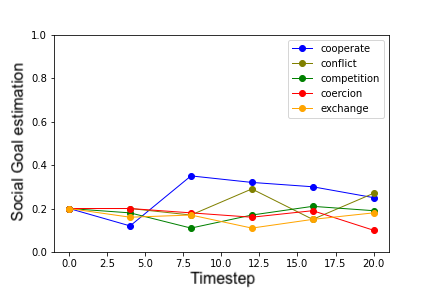 1.0
0.8
0.6
0.4
0.2
0.0
Social Goal estimation
cooperate
conflict
competition
coercion
exchange
0.0 2.5 5.0 7.5 10.0 12.5 15.0 17.5 20.0
Timestep